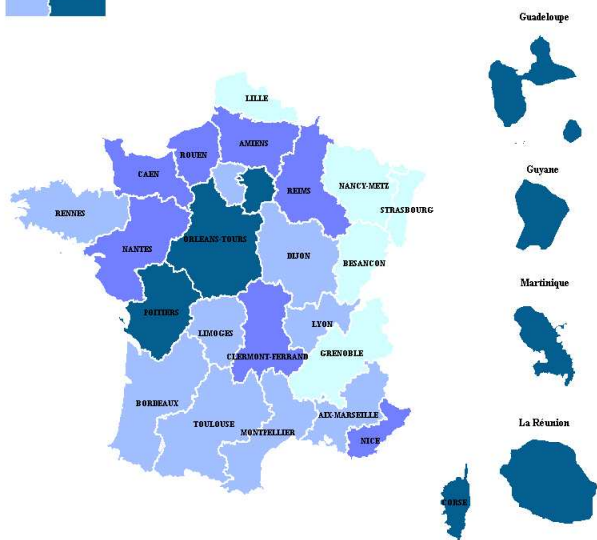 Guadeloupe
LILLE
AMIENS
ROUEN
CAEN
REIMS
NANCY-METZ
STRASBOURG
Guyane
RENNES
NANTES
ORLEANS-TOURS
DIJON
BESANCON
Martinique
POITIERS
LIMOGES
LYON
CLERMONT-FERRAND
GRENOBLE
BORDEAUX
TOULOUSE
MONTPELLIER
AIX-MARSEILLE
NICE
La Réunion
CORSE